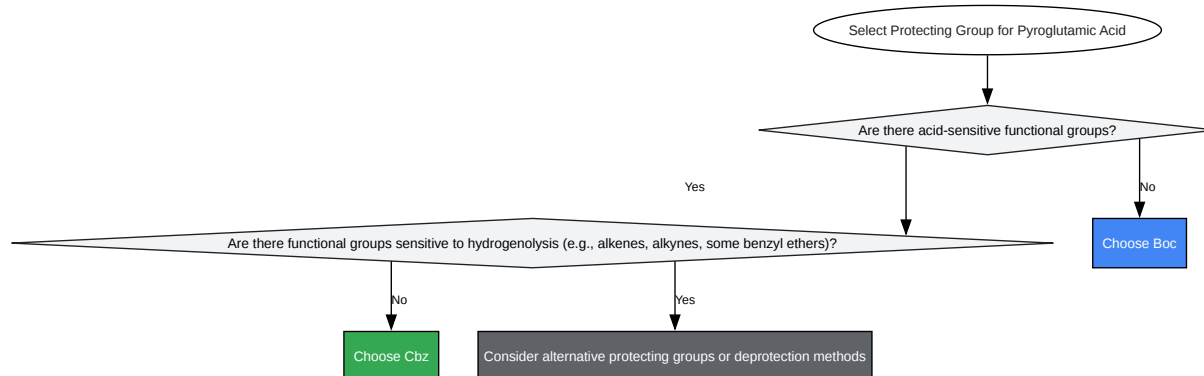 Select Protecting Group for Pyroglutamic Acid
Are there acid-sensitive functional groups?
Yes
No
Are there functional groups sensitive to hydrogenolysis (e.g., alkenes, alkynes, some benzyl ethers)?
Choose Boc
No
Yes
Choose Cbz
Consider alternative protecting groups or deprotection methods